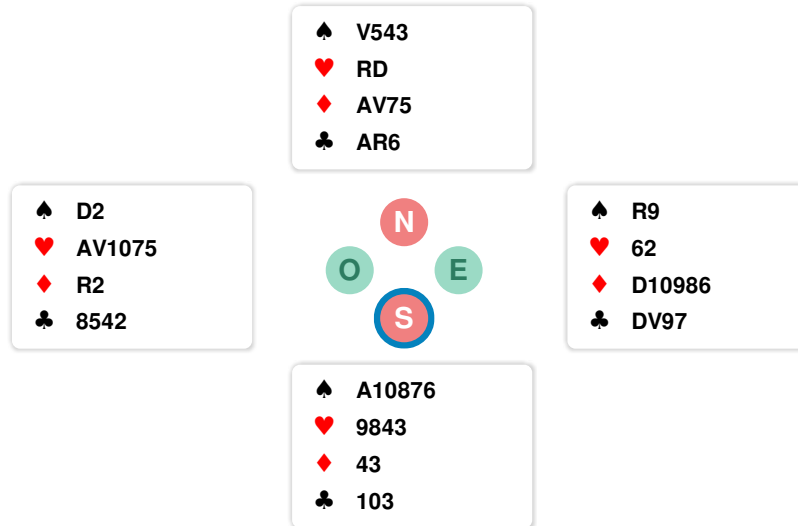 ♠ V543
♥ RD
♦ AV75
♣ AR6
♠ D2
♥ AV1075
♦ R2
♣ 8542
N
O E
S
♠ R9
♥ 62
♦ D10986
♣ DV97
♠ A10876
♥ 9843
♦ 43
♣ 103